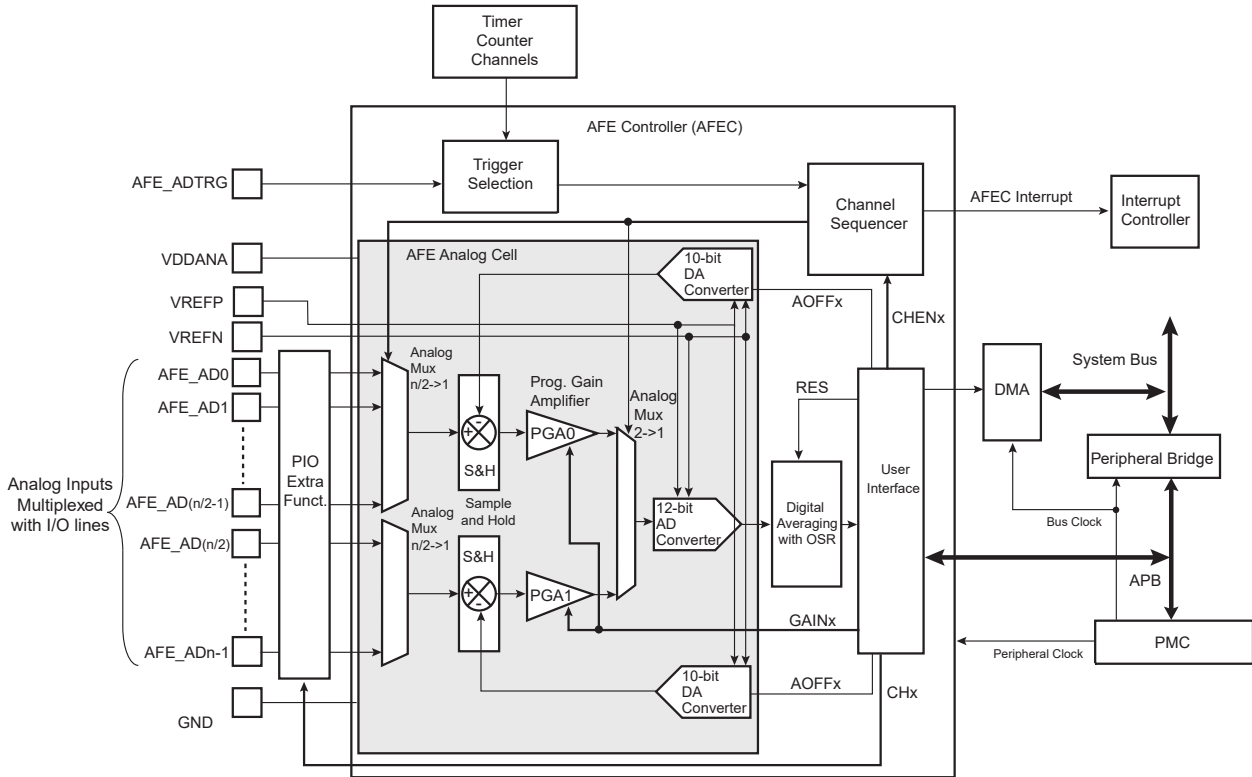 Timer
Counter
Channels
AFE Controller (AFEC)
AFE_ADTRG
Trigger
Selection
Channel
Sequencer
AFEC Interrupt
Interrupt
Controller
VDDANA
AFE Analog Cell
10-bit
DA
Converter
AOFFx
CHENx
VREFP
VREFN
System Bus
AFE_AD0
AFE_AD1
Analog
Mux
n/2->1
Prog. Gain
Amplifier
Analog
Mux
2->1
RES
DMA
+
-
S&H
PGA0
Analog Inputs
Multiplexed
with I/O lines
PIO
Extra
Funct.
User
Interface
Peripheral Bridge
AFE_AD(n/2-1)
AFE_AD(n/2)
Sample
and Hold
Analog
Mux
n/2->1
12-bit
AD
Converter
Digital
Averaging
with OSR
Bus Clock
S&H
+
-
PGA1
APB
GAINx
AFE_ADn-1
Peripheral Clock
PMC
10-bit
DA
Converter
AOFFx
CHx
GND